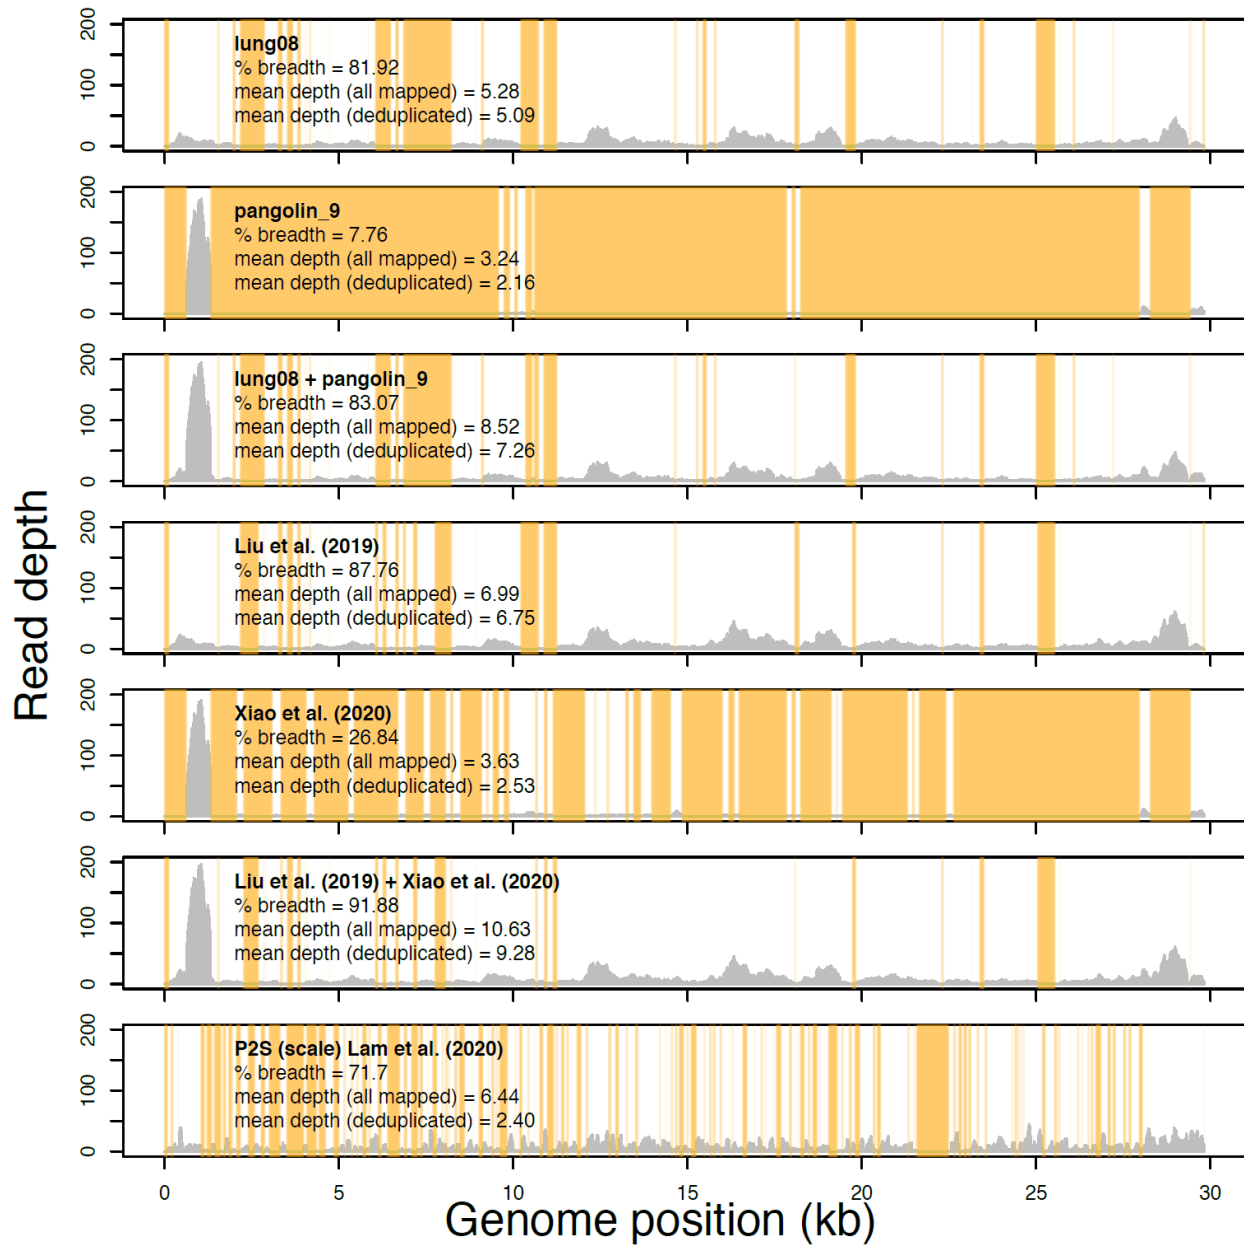 Read depth
200
100
0
lung08
% breadth = 81.92
mean depth (all mapped) = 5.28
mean depth (deduplicated) = 5.09
200
100
0
pangolin_9
% breadth = 7.76
mean depth (all mapped) = 3.24
mean depth (deduplicated) = 2.16
200
100
0
lung08 + pangolin_9
% breadth = 83.07
mean depth (all mapped) = 8.52
mean depth (deduplicated) = 7.26
200
100
0
Liu et al. (2019)
% breadth = 87.76
mean depth (all mapped) = 6.99
mean depth (deduplicated) = 6.75
200
100
0
Xiao et al. (2020)
% breadth = 26.84
mean depth (all mapped) = 3.63
mean depth (deduplicated) = 2.53
200
100
0
Liu et al. (2019) + Xiao et al. (2020)
% breadth = 91.88
mean depth (all mapped) = 10.63
mean depth (deduplicated) = 9.28
200
100
0
P2S (scale) Lam et al. (2020)
% breadth = 71.7
mean depth (all mapped) = 6.44
mean depth (deduplicated) = 2.40
0 5 10 15 20 25 30
Genome position (kb)